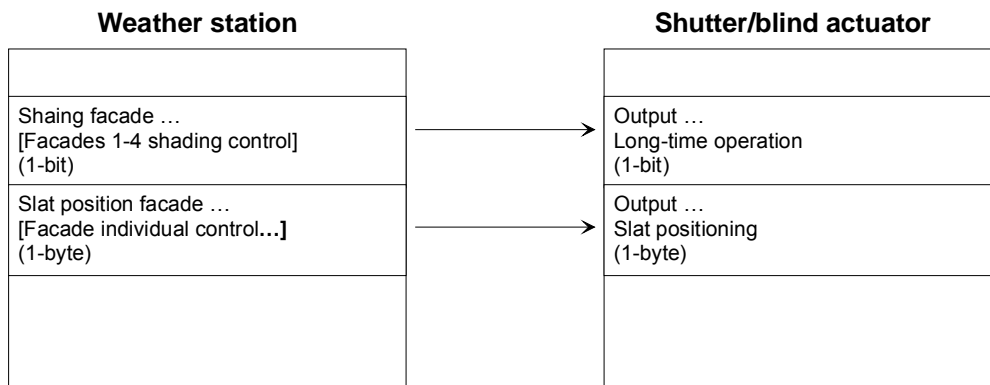 Weather station
Shutter/blind actuator
Shaing facade …
[Facades 1-4 shading control]
(1-bit)
Output …
Long-time operation
(1-bit)
Slat position facade …
[Facade individual control…]
(1-byte)
Output …
Slat positioning
(1-byte)